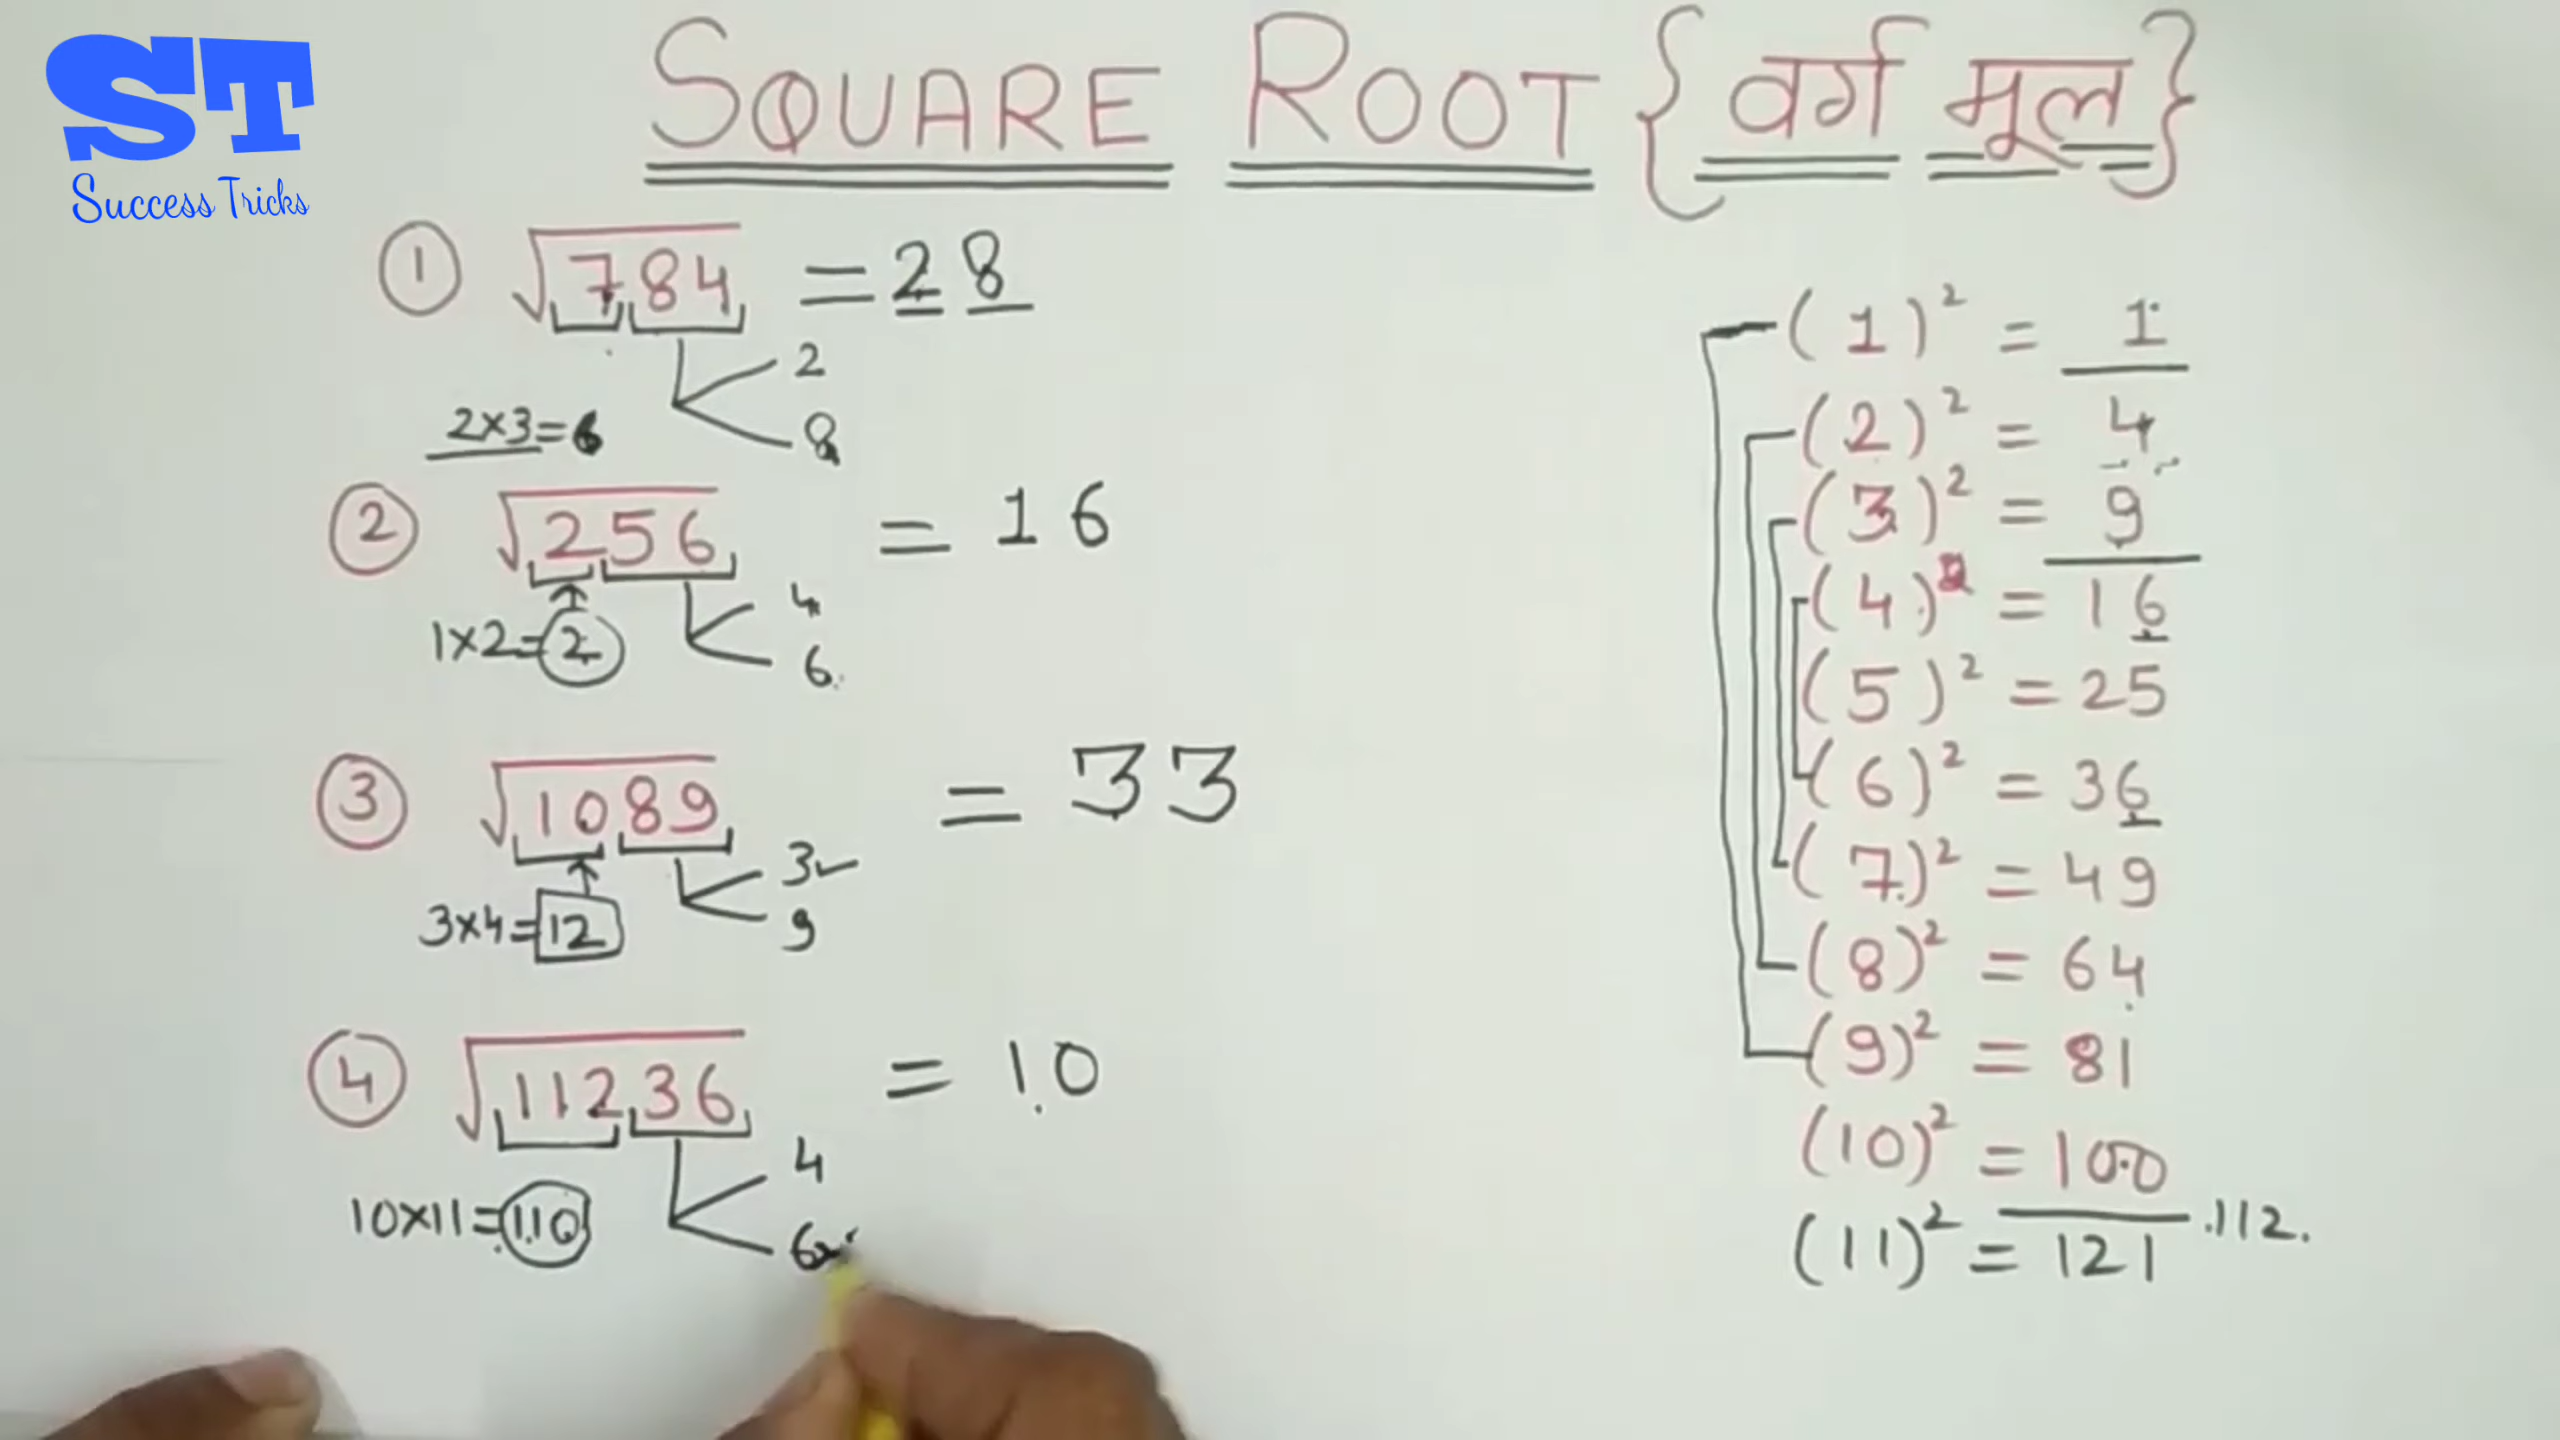 ST
Success Tricks
SQUARE ROOT {वर्ग मूल}
① √784 = 28
2
8
2×3=6
② √256 = 16
4
6
1×2=2
③ √1089 = 33
3✓
9
3×4=12
④ √11236 = 10
4
6
10×11=110
(1)² = 1
(2)² = 4
(3)² = 9
(4)² = 16
(5)² = 25
(6)² = 36
(7)² = 49
(8)² = 64
(9)² = 81
(10)² = 100
112
(11)² = 121